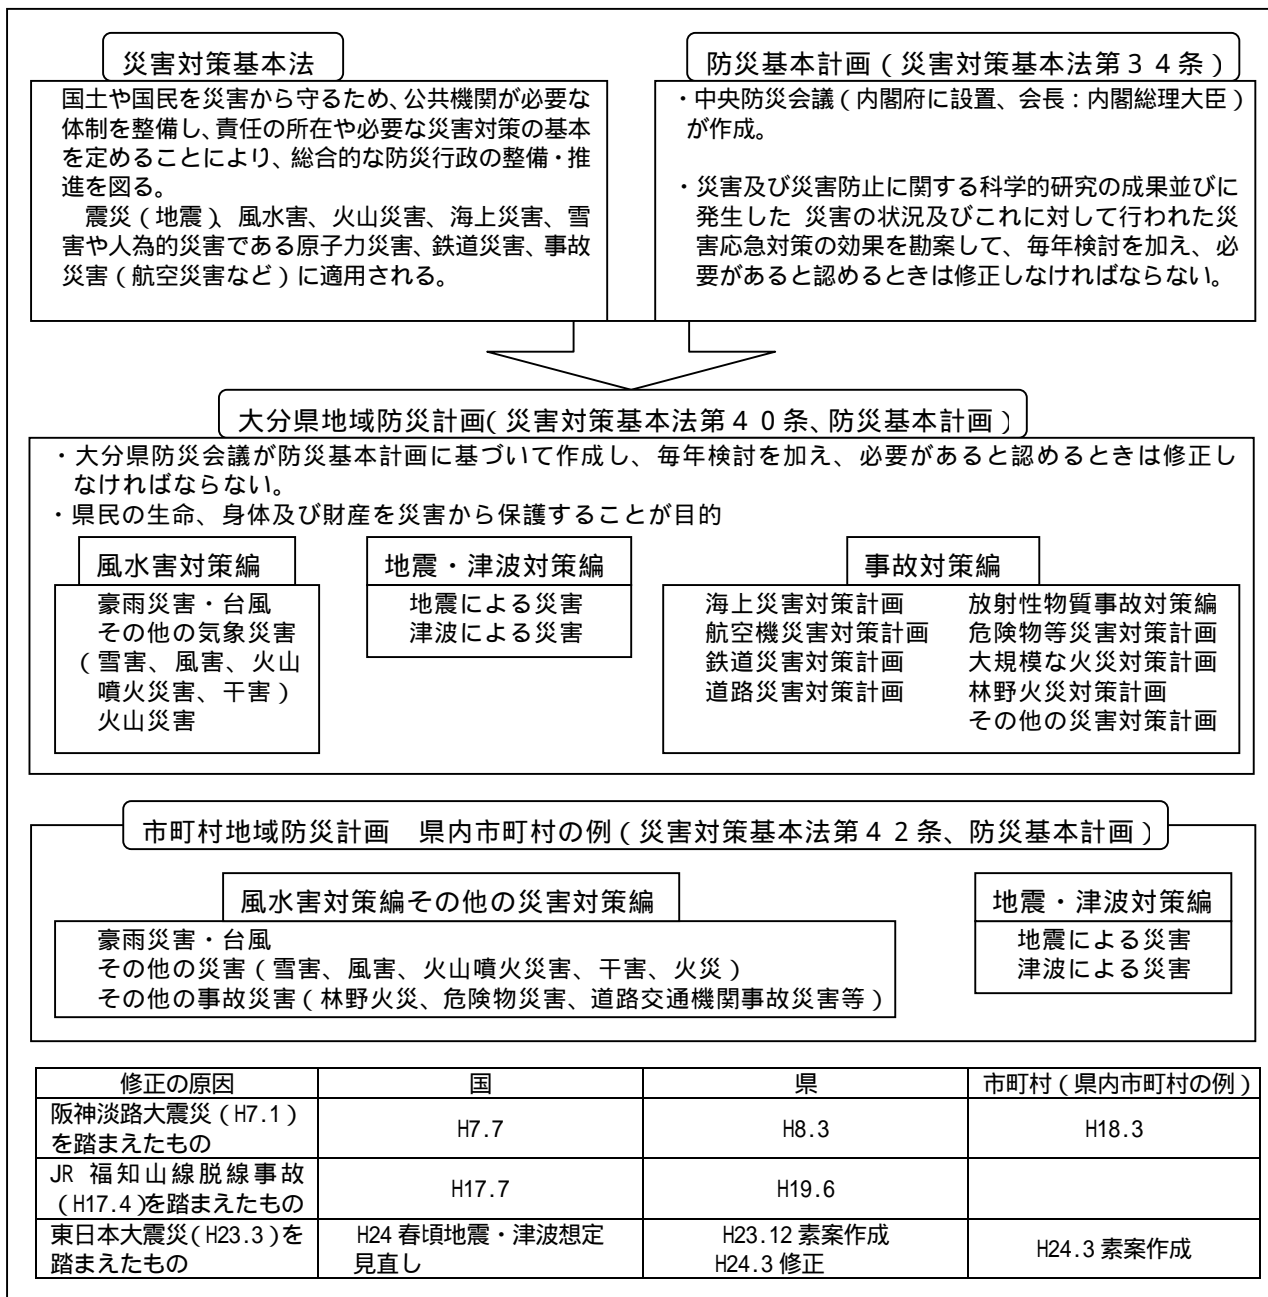 災害対策基本法
国土や国民を災害から守るため、公共機関が必要な
体制を整備し、責任の所在や必要な災害対策の基本
を定めることにより、総合的な防災行政の整備・推
進を図る。
震災（地震）、風水害、火山災害、海上災害、雪
害や人為的災害である原子力災害、鉄道災害、事故
災害（航空災害など）に適用される。
防災基本計画（災害対策基本法第３４条）
・中央防災会議（内閣府に設置、会長：内閣総理大臣）
が作成。
・災害及び災害防止に関する科学的研究の成果並びに
発生した 災害の状況及びこれに対して行われた災
害応急対策の効果を勘案して、毎年検討を加え、必
要があると認めるときは修正しなければならない。
大分県地域防災計画（災害対策基本法第４０条、防災基本計画）
・大分県防災会議が防災基本計画に基づいて作成し、毎年検討を加え、必要があると認めるときは修正し
なければならない。
・県民の生命、身体及び財産を災害から保護することが目的
風水害対策編
豪雨災害・台風
その他の気象災害
（雪害、風害、火山
噴火災害、干害）
火山災害
地震・津波対策編
地震による災害
津波による災害
事故対策編
海上災害対策計画
航空機災害対策計画
鉄道災害対策計画
道路災害対策計画
放射性物質事故対策編
危険物等災害対策計画
大規模な火災対策計画
林野火災対策計画
その他の災害対策計画
市町村地域防災計画　県内市町村の例（災害対策基本法第４２条、防災基本計画）
風水害対策編その他の災害対策編
豪雨災害・台風
その他の災害（雪害、風害、火山噴火災害、干害、火災）
その他の事故災害（林野火災、危険物災害、道路交通機関事故災害等）
地震・津波対策編
地震による災害
津波による災害
修正の原因 国 県 市町村（県内市町村の例）
阪神淡路大震災（H7.1）
を踏まえたもの
H7.7 H8.3 H18.3
JR 福知山線脱線事故
（H17.4）を踏まえたもの
H17.7 H19.6
東日本大震災（H23.3）を
踏まえたもの
H24 春頃地震・津波想定
見直し
H23.12 素案作成
H24.3 修正
H24.3 素案作成